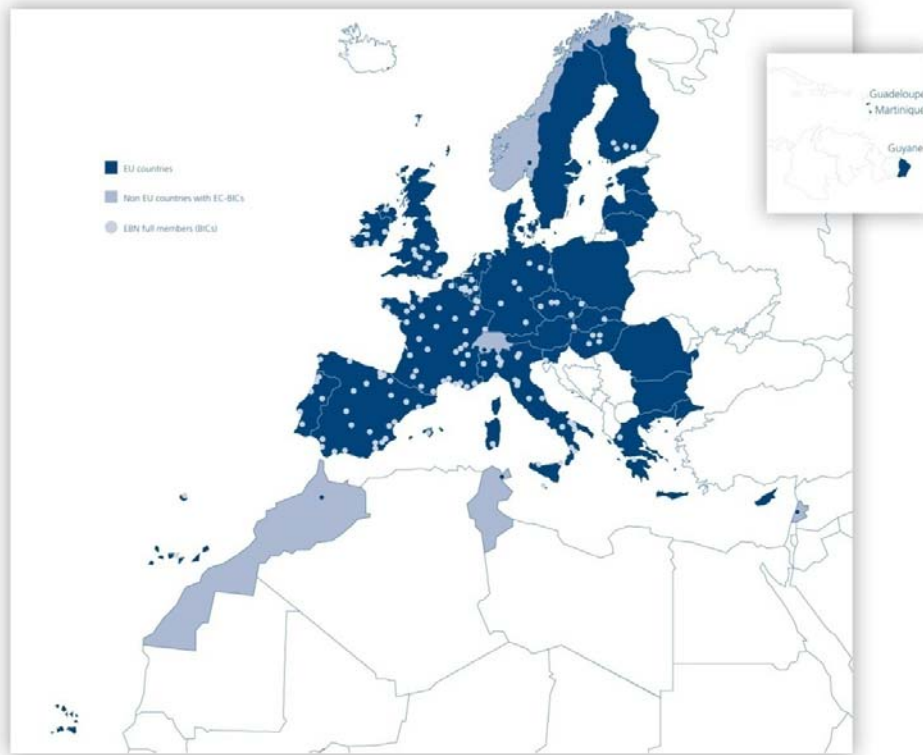 EU countries
Non EU countries with EC-BICs
EBN full members (BICs)
Guadeloupe
Martinique
Guyane